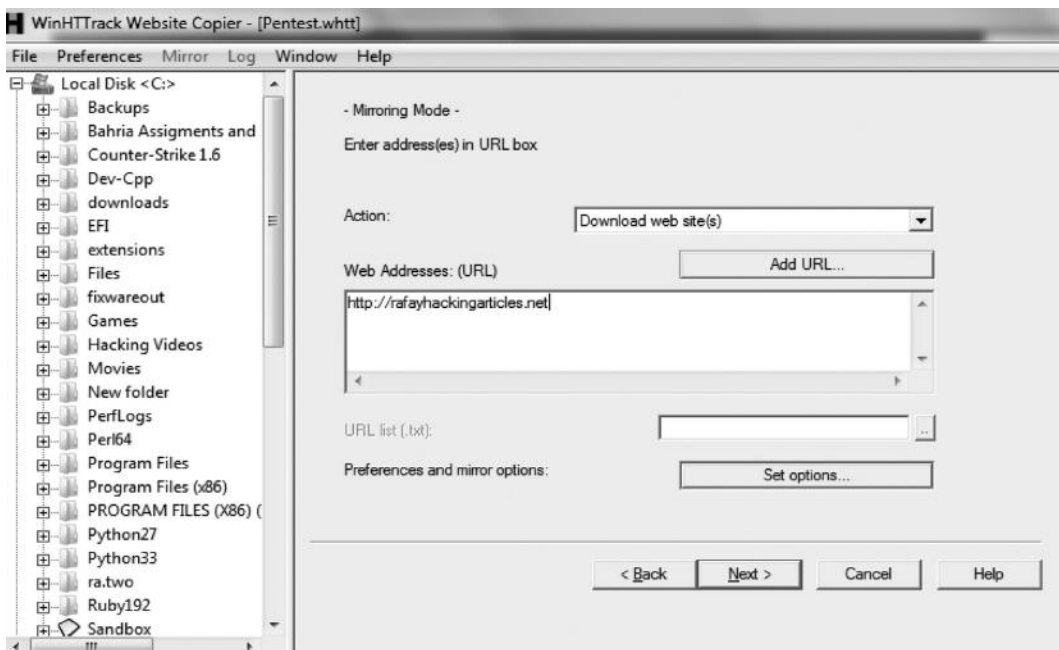 WinHTTrack Website Copier - [Pentest.whtt]
File Preferences Mirror Log Window Help
Local Disk <C:>
Backups
Bahria Assigments and
Counter-Strike 1.6
Dev-Cpp
downloads
EFI
extensions
Files
fixwareout
Games
Hacking Videos
Movies
New folder
PerfLogs
Perl64
Program Files
Program Files (x86)
PROGRAM FILES (X86) (
Python27
Python33
ra.two
Ruby192
Sandbox
- Mirroring Mode -
Enter address(es) in URL box
Action:
Download web site(s)
Web Addresses: (URL)
Add URL...
http://rafayhackingarticles.net
URL list (.txt):
..
Preferences and mirror options:
Set options...
< Back
Next >
Cancel
Help